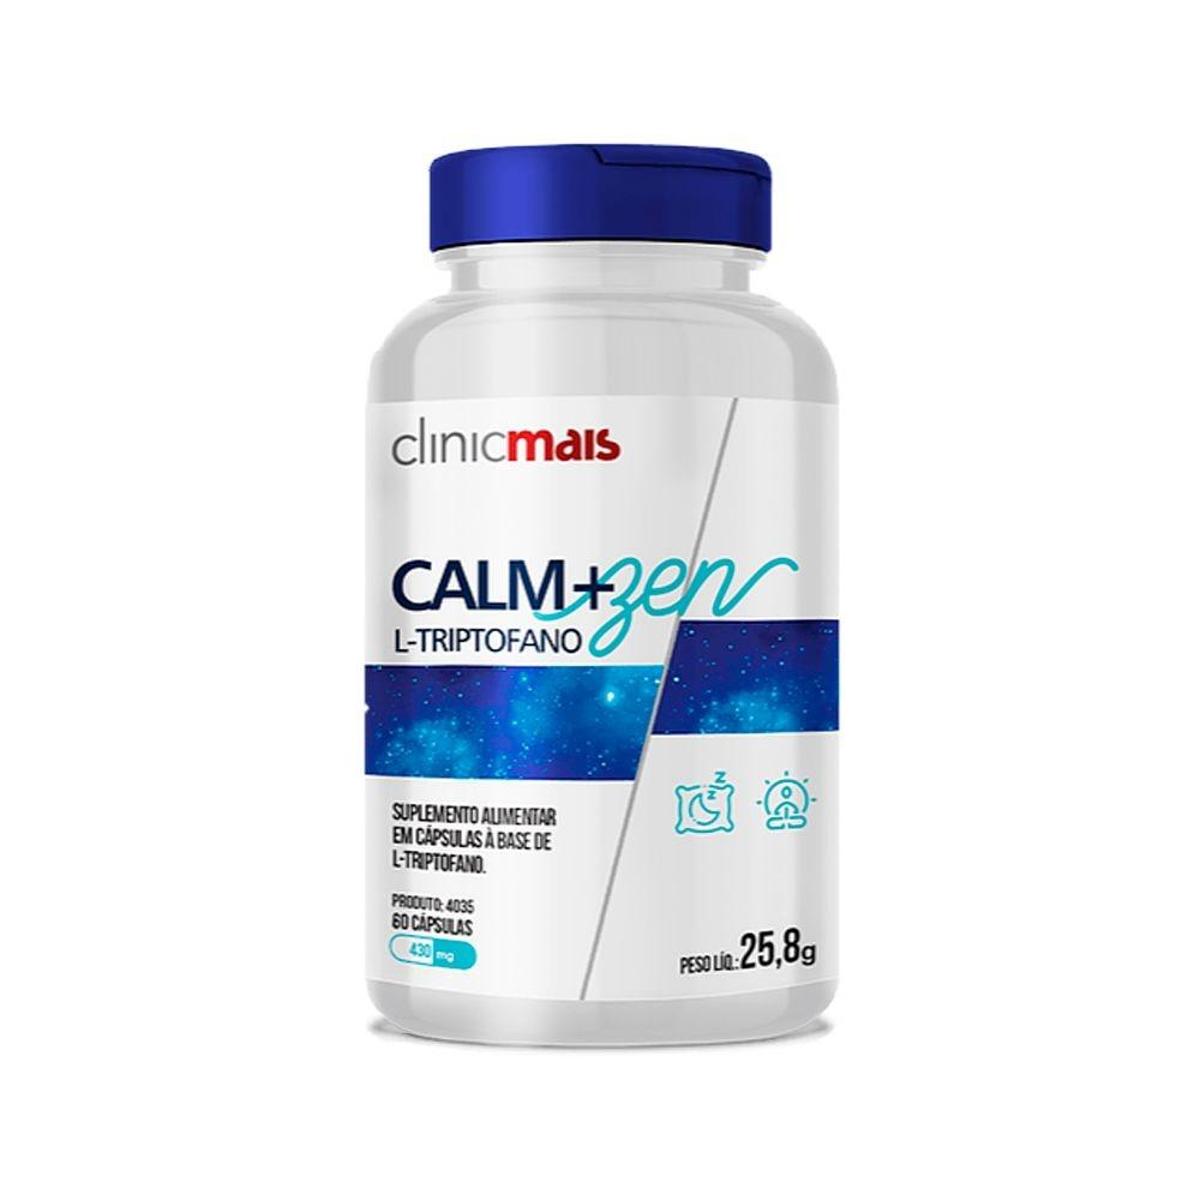 clinicmais
CALM+zen
L-TRIPTOFANO
SUPLEMENTO ALIMENTAR
EM CÁPSULAS À BASE DE
L-TRIPTOFANO.
PRODUTO: 4035
60 CÁPSULAS
430 mg
PESO LÍQ.: 25,8g
z z